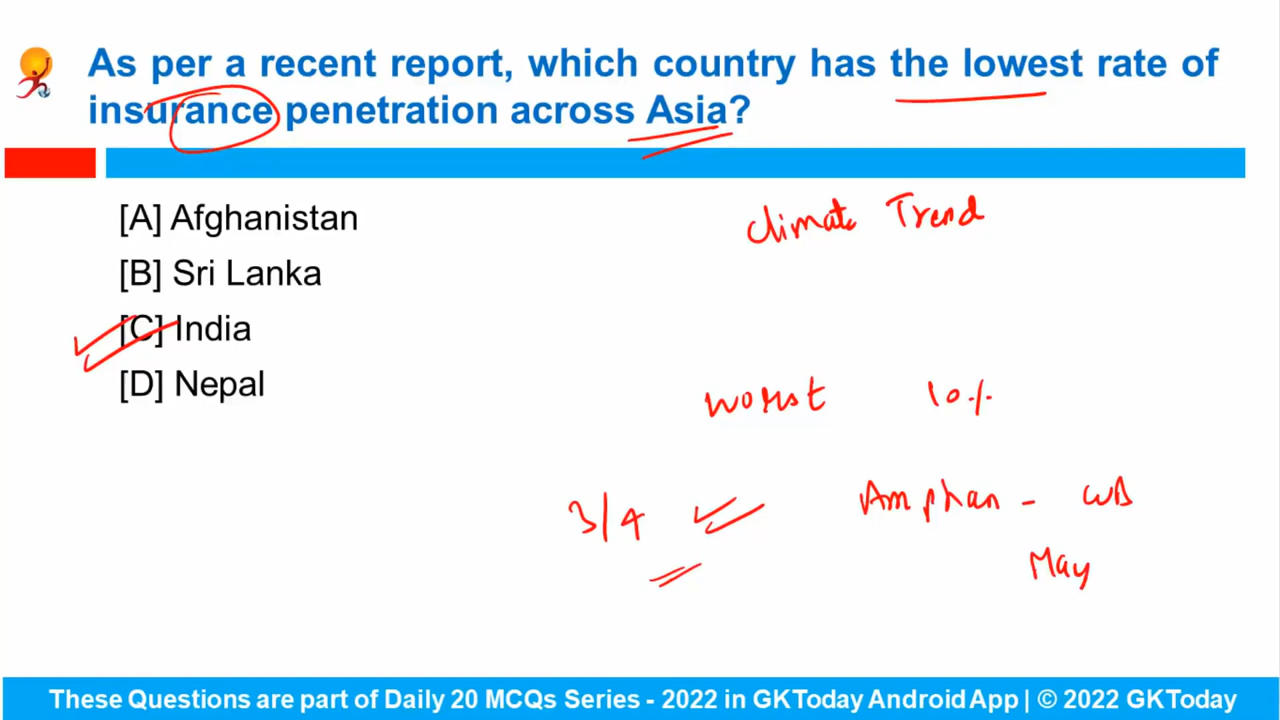 As per a recent report, which country has the lowest rate of
insurance penetration across Asia?
[A] Afghanistan
[B] Sri Lanka
[C] India
[D] Nepal
Climate Trend
worst 10%
3/4 Amphan - WB
May
These Questions are part of Daily 20 MCQs Series - 2022 in GKToday Android App | © 2022 GKToday